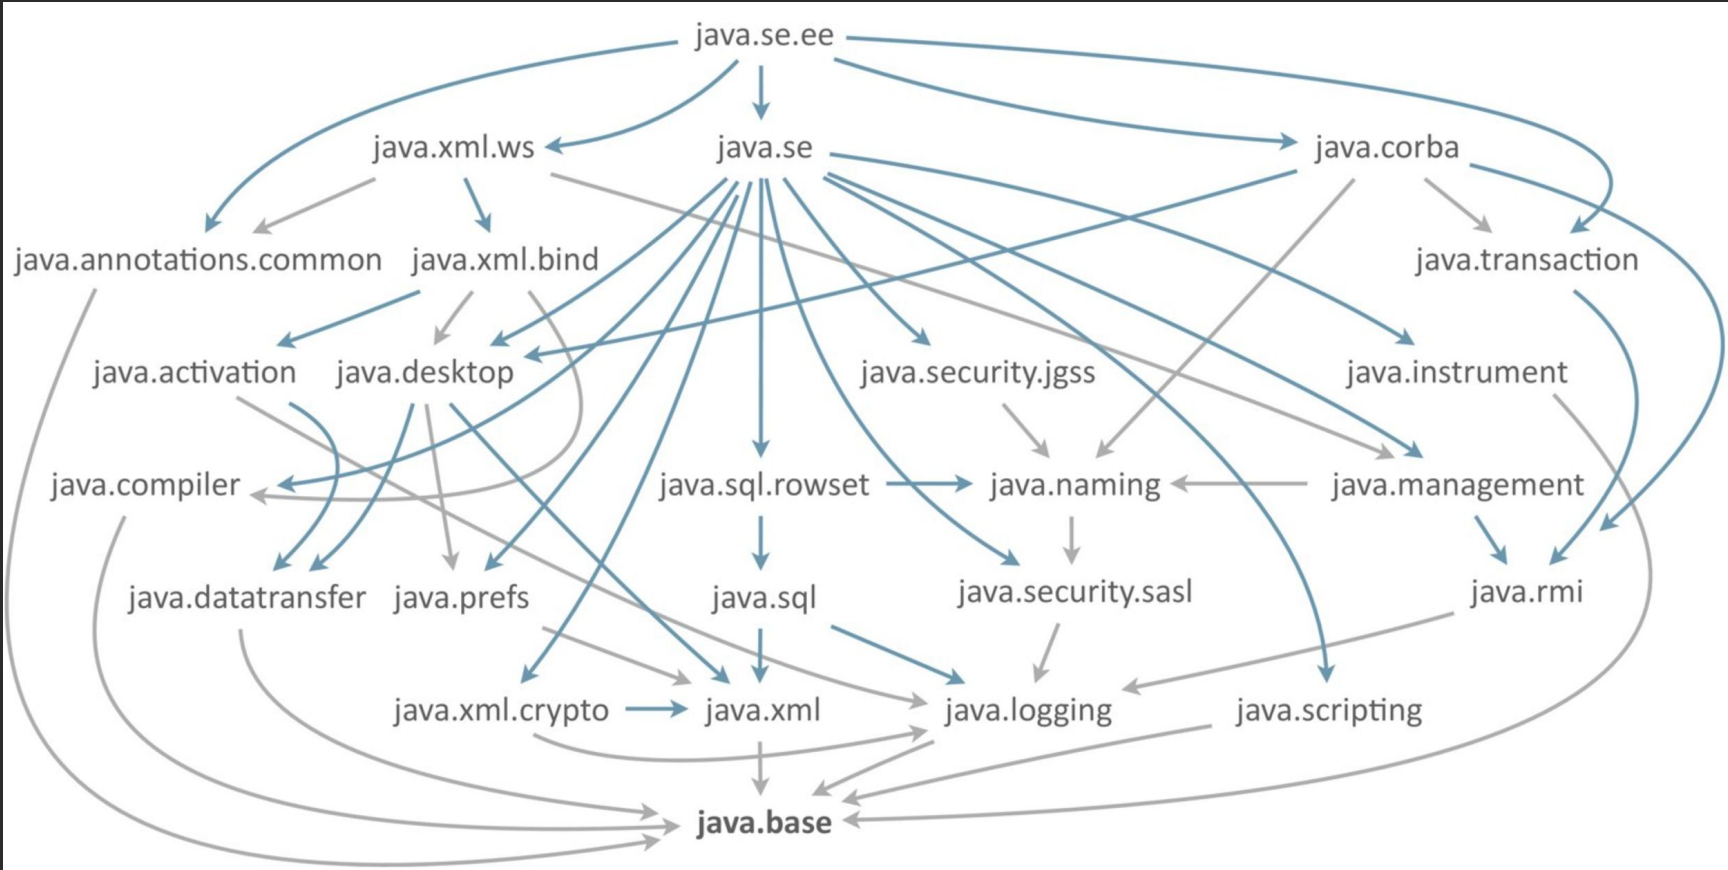 java.se.ee
java.xml.ws
java.se
java.corba
java.annotations.common
java.xml.bind
java.transaction
java.activation
java.desktop
java.security.jgss
java.instrument
java.compiler
java.sql.rowset
java.naming
java.management
java.datatransfer
java.prefs
java.sql
java.security.sasl
java.rmi
java.xml.crypto
java.xml
java.logging
java.scripting
java.base